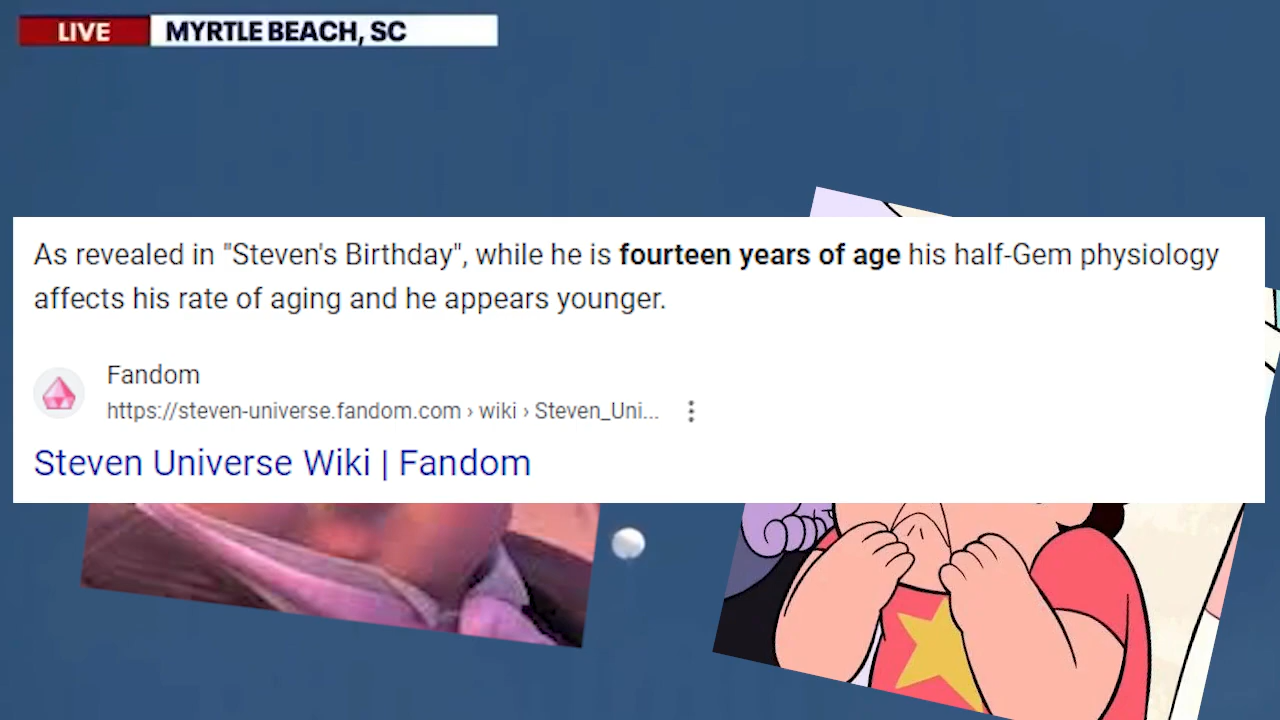 LIVE MYRTLE BEACH, SC
As revealed in "Steven's Birthday", while he is fourteen years of age his half-Gem physiology
affects his rate of aging and he appears younger.
Fandom
https://steven-universe.fandom.com › wiki › Steven_Uni...
Steven Universe Wiki | Fandom